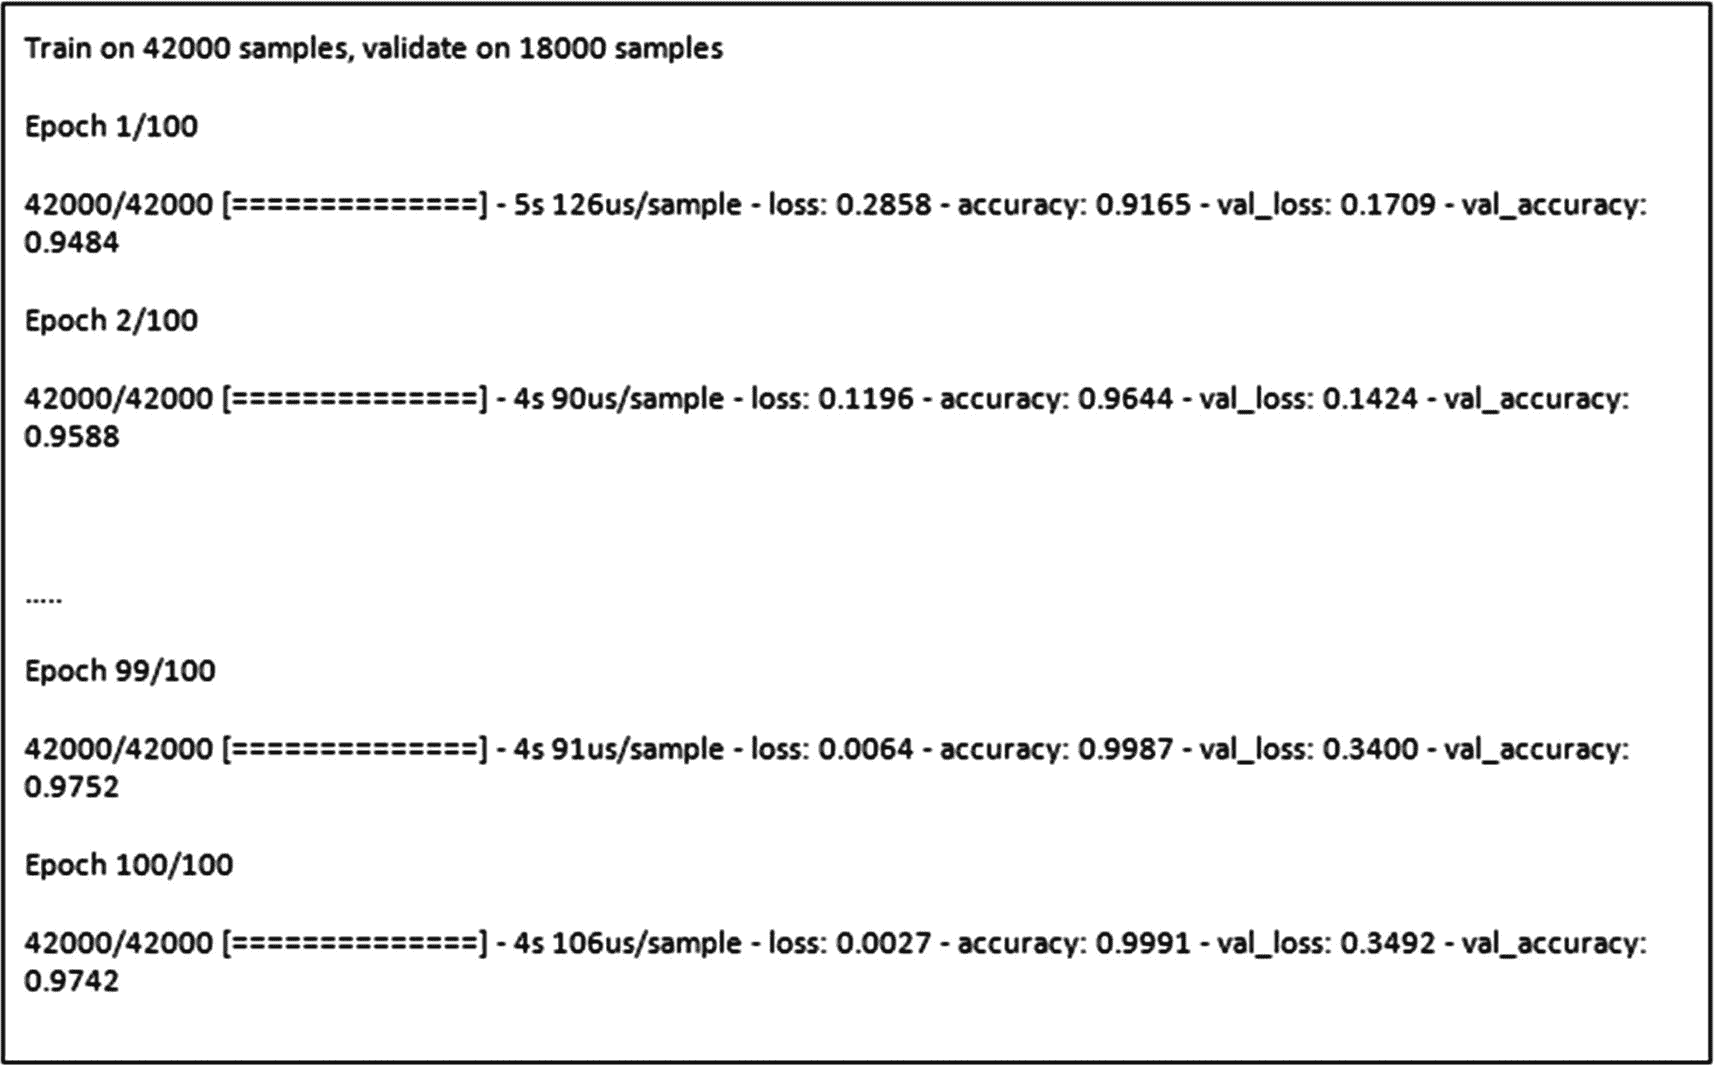 Train on 42000 samples, validate on 18000 samples
Epoch 1/100
42000/42000 [==============] - 5s 126us/sample - loss: 0.2858 - accuracy: 0.9165 - val_loss: 0.1709 - val_accuracy:
0.9484
Epoch 2/100
42000/42000 [==============] - 4s 90us/sample - loss: 0.1196 - accuracy: 0.9644 - val_loss: 0.1424 - val_accuracy:
0.9588
.....
Epoch 99/100
42000/42000 [==============] - 4s 91us/sample - loss: 0.0064 - accuracy: 0.9987 - val_loss: 0.3400 - val_accuracy:
0.9752
Epoch 100/100
42000/42000 [==============] - 4s 106us/sample - loss: 0.0027 - accuracy: 0.9991 - val_loss: 0.3492 - val_accuracy:
0.9742